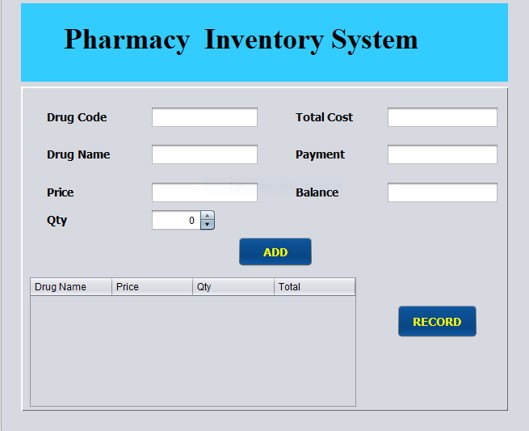 Pharmacy Inventory System
Drug Code
Total Cost
Drug Name
Payment
Price
Balance
Qty
0
ADD
Drug Name Price Qty Total
RECORD